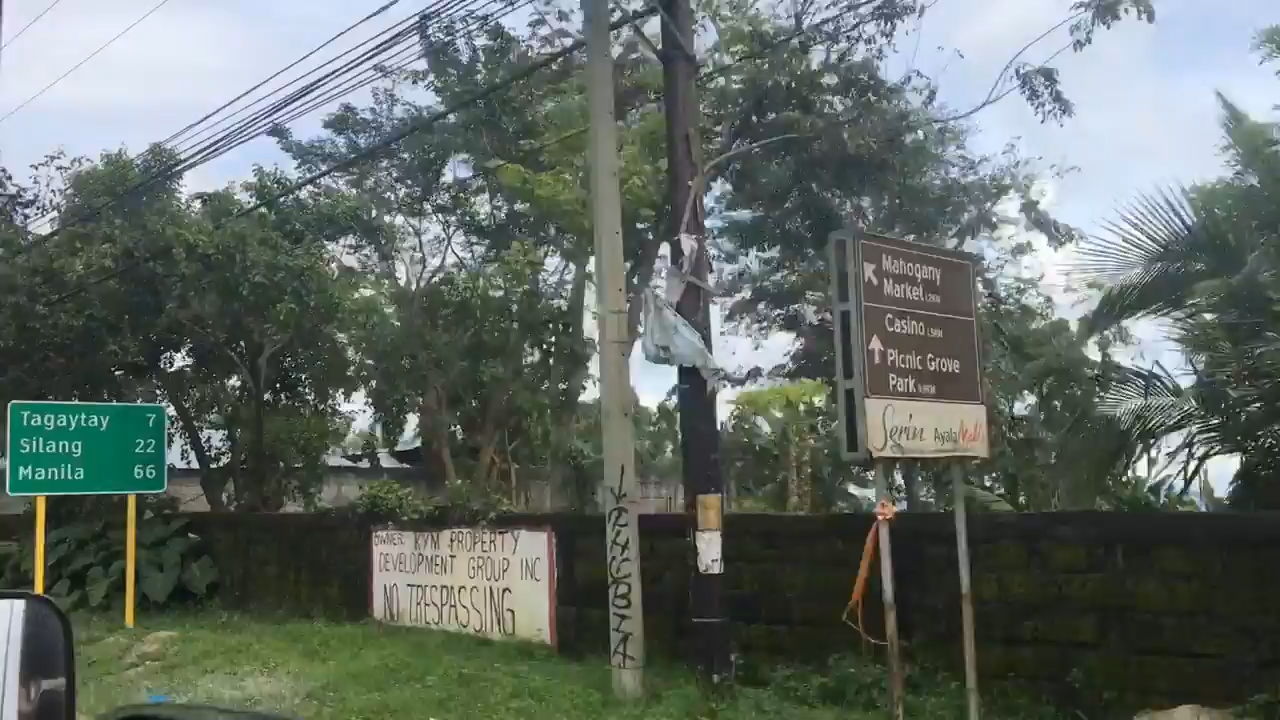 Tagaytay 7
Silang 22
Manila 66
OWNER RYM PROPERTY
DEVELOPMENT GROUP INC
NO TRESPASSING
Mahogany
Market
Casino
Picnic Grove
Park
Serin Ayala Malls